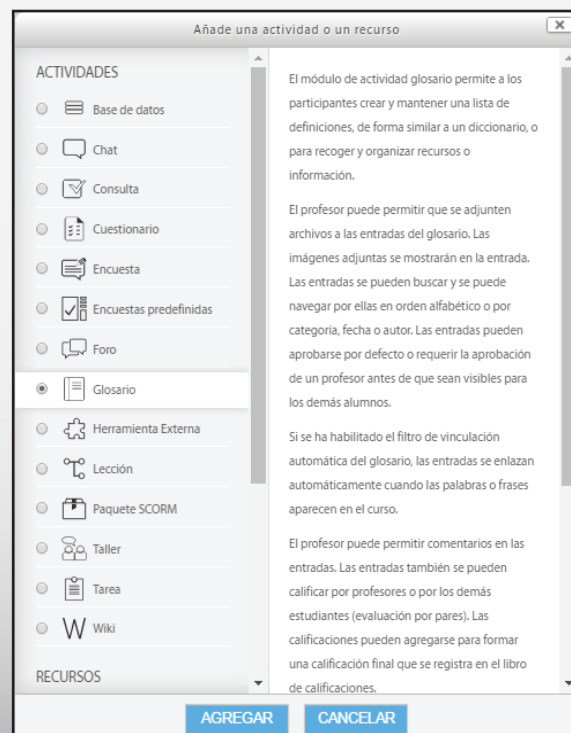 Añade una actividad o un recurso
ACTIVIDADES
Base de datos
Chat
Consulta
Cuestionario
Encuesta
Encuestas predefinidas
Foro
Glosario
Herramienta Externa
Lección
Paquete SCORM
Taller
Tarea
Wiki
RECURSOS
El módulo de actividad glosario permite a los
participantes crear y mantener una lista de
definiciones, de forma similar a un diccionario, o
para recoger y organizar recursos o
información.
El profesor puede permitir que se adjunten
archivos a las entradas del glosario. Las
imágenes adjuntas se mostrarán en la entrada.
Las entradas se pueden buscar y se puede
navegar por ellas en orden alfabético o por
categoría, fecha o autor. Las entradas pueden
aprobarse por defecto o requerir la aprobación
de un profesor antes de que sean visibles para
los demás alumnos.
Si se ha habilitado el filtro de vinculación
automática del glosario, las entradas se enlazan
automáticamente cuando las palabras o frases
aparecen en el curso.
El profesor puede permitir comentarios en las
entradas. Las entradas también se pueden
calificar por profesores o por los demás
estudiantes (evaluación por pares). Las
calificaciones pueden agregarse para formar
una calificación final que se registra en el libro
de calificaciones.
AGREGAR
CANCELAR